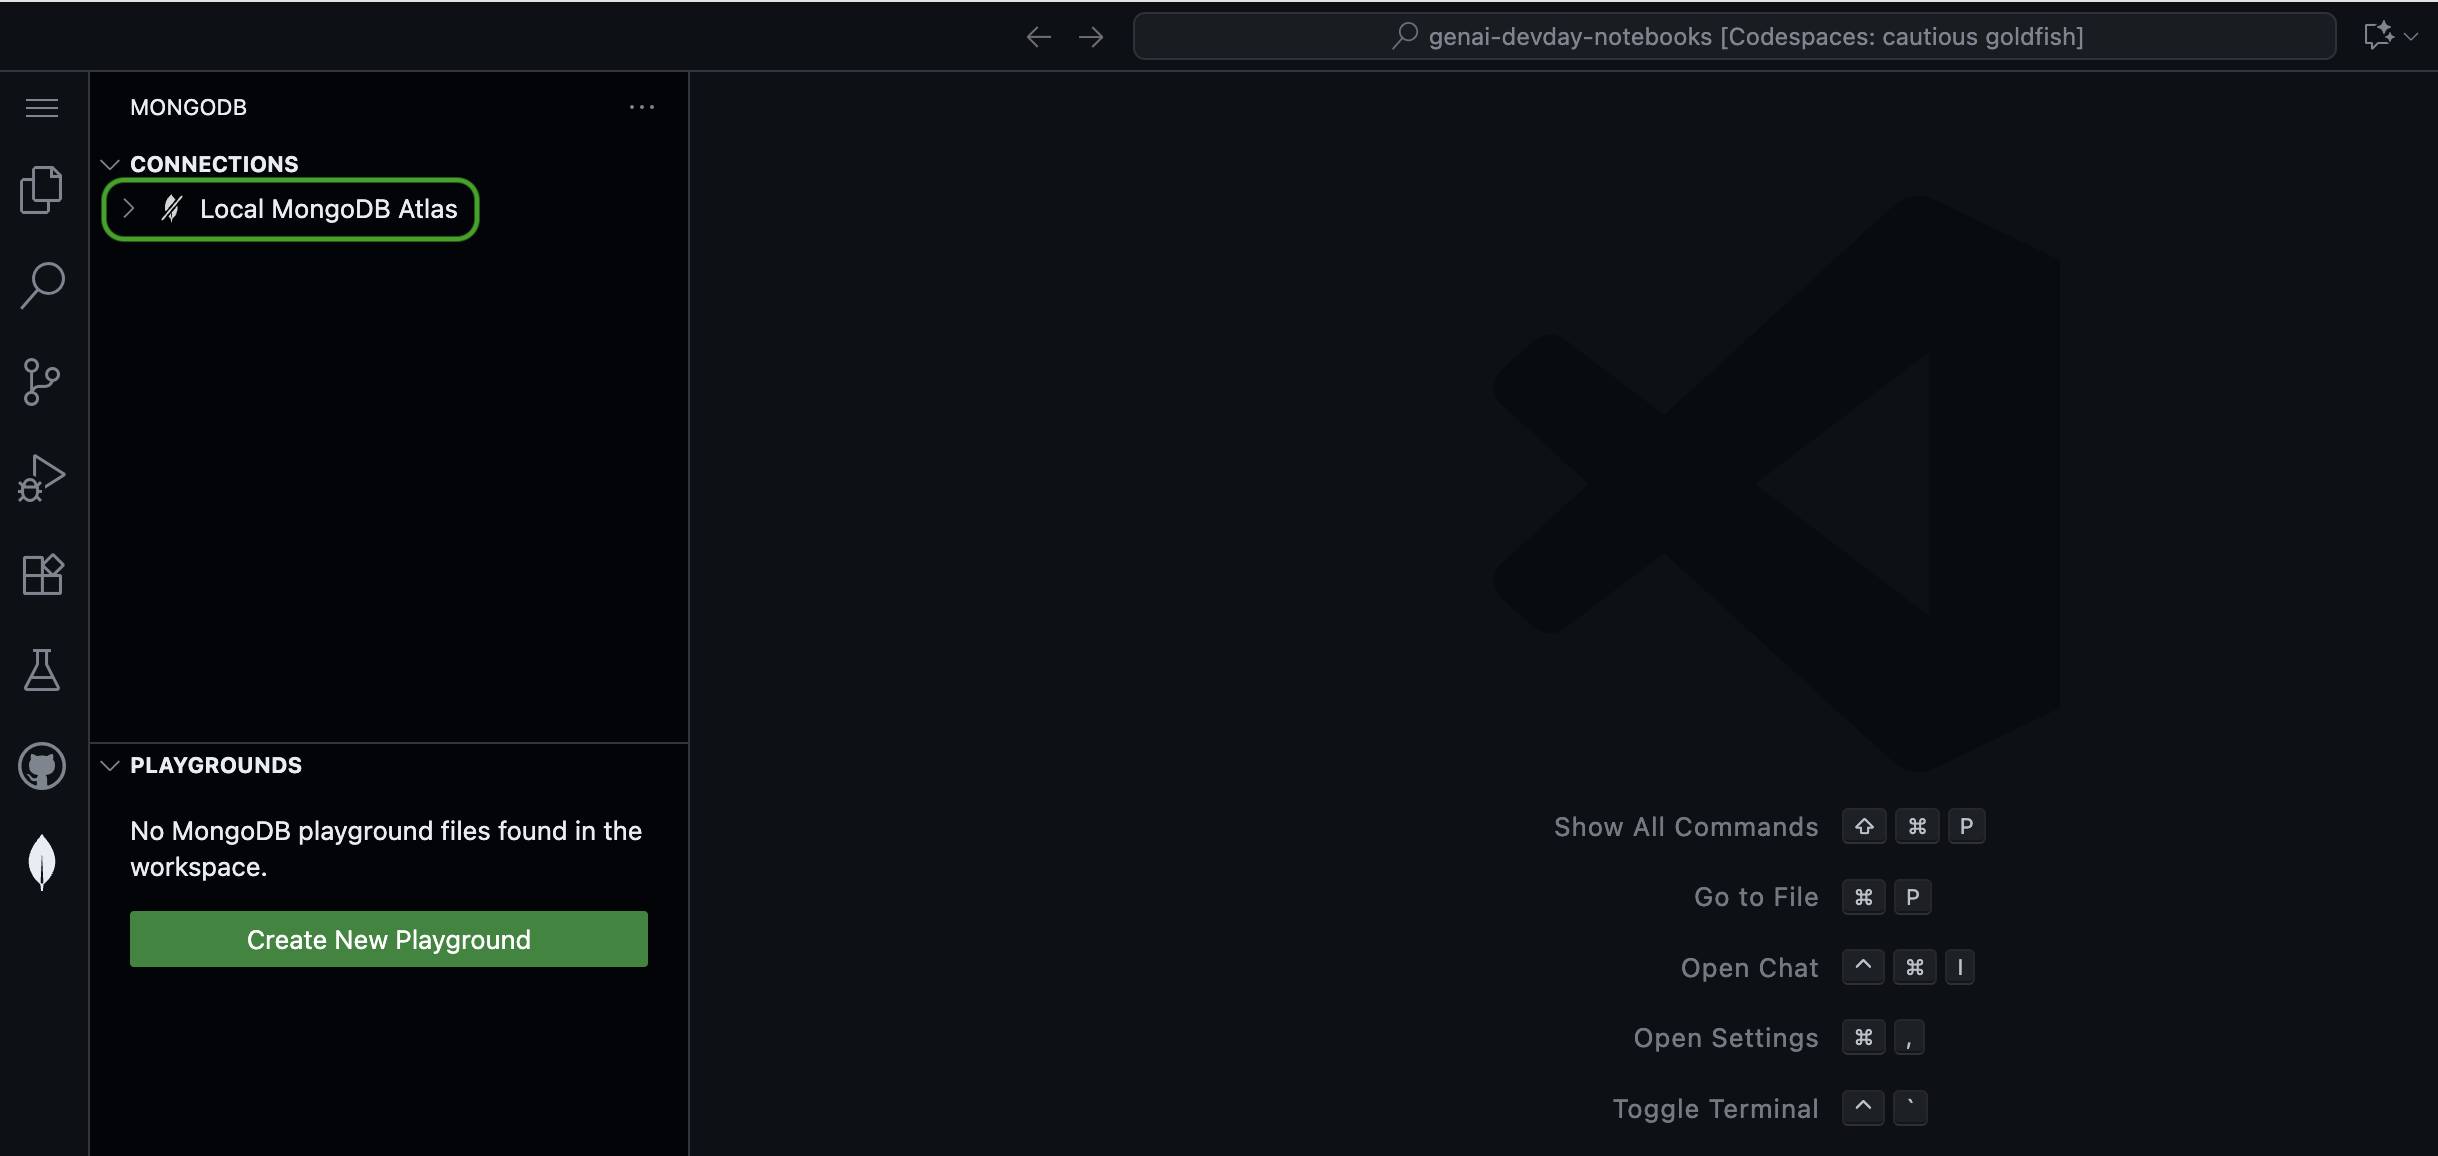 genai-devday-notebooks [Codespaces: cautious goldfish]
MONGODB
CONNECTIONS
Local MongoDB Atlas
PLAYGROUNDS
No MongoDB playground files found in the
workspace.
Create New Playground
Show All Commands ⇧ ⌘ P
Go to File ⌘ P
Open Chat ^ ⌘ I
Open Settings ⌘ ,
Toggle Terminal ^ `